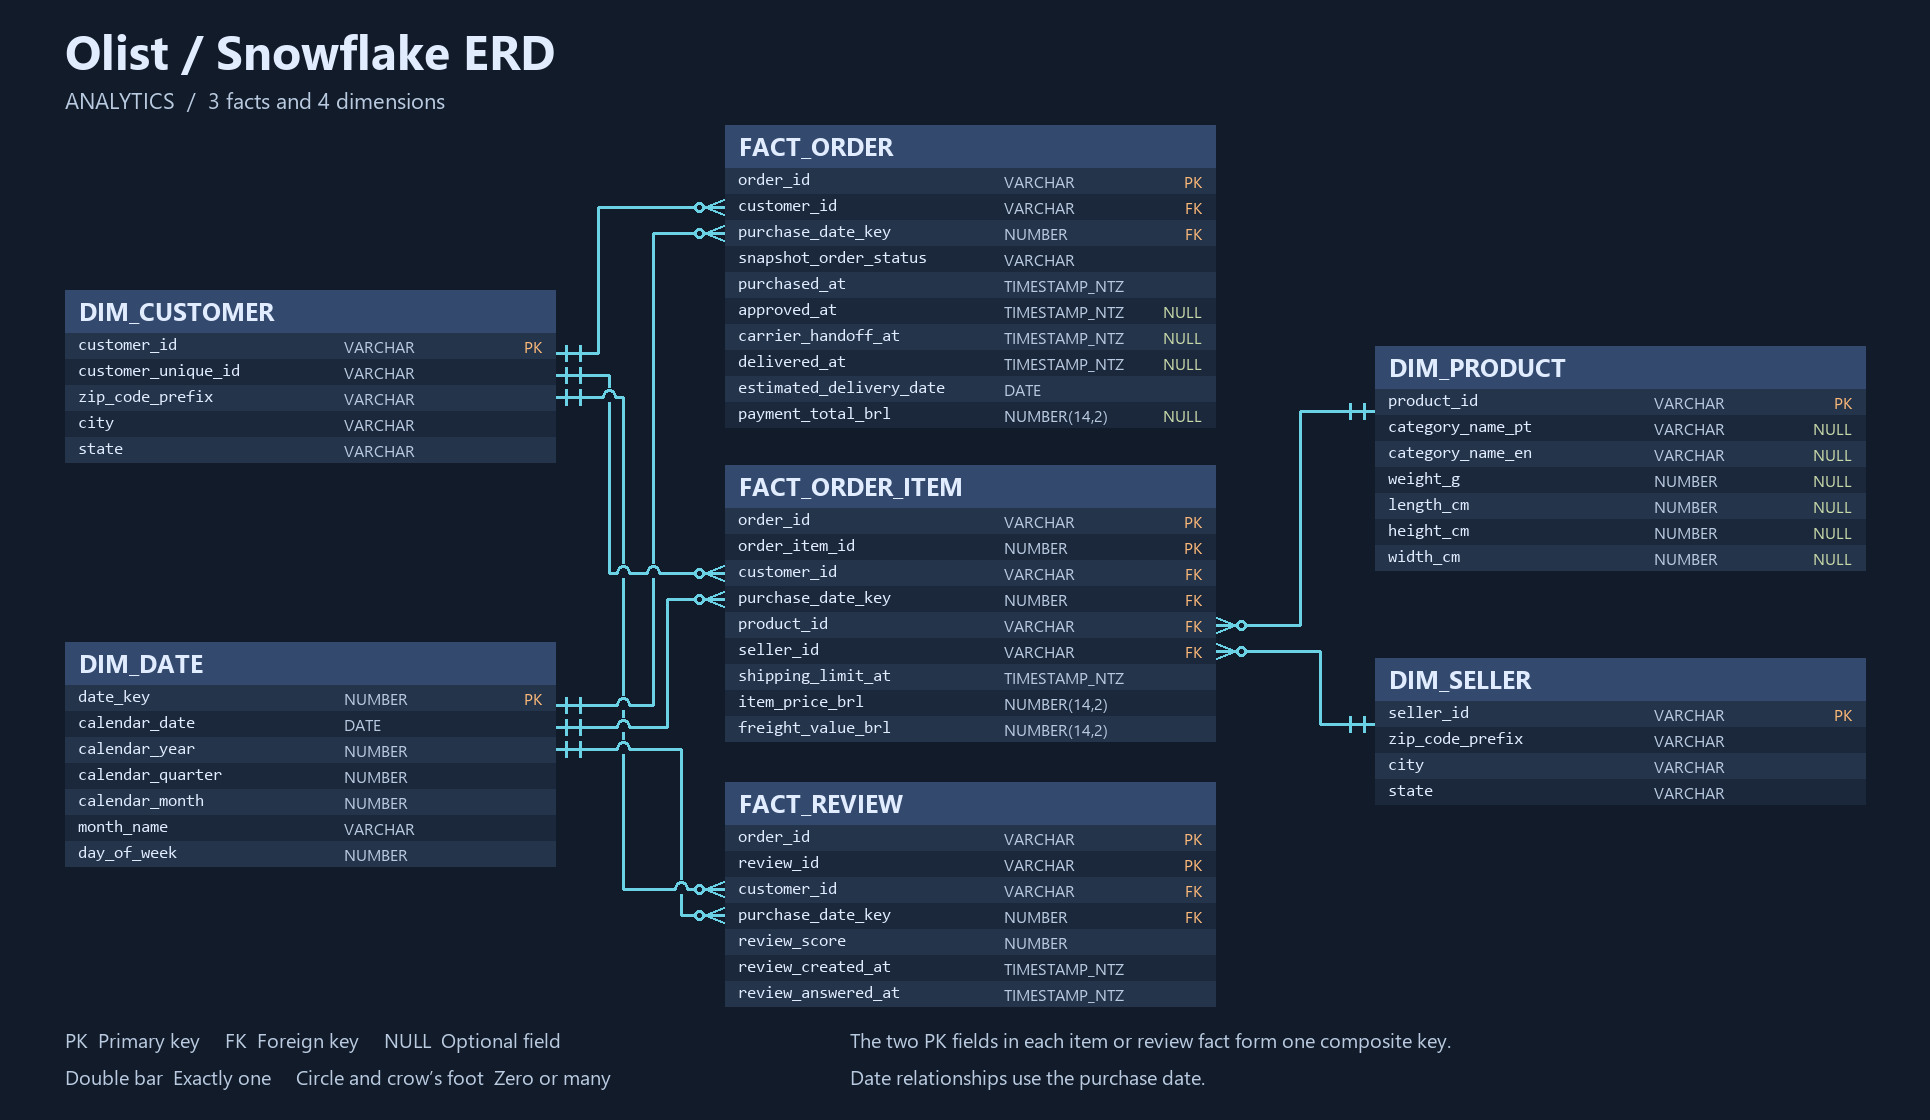 Olist / Snowflake ERD
ANALYTICS / 3 facts and 4 dimensions
FACT_ORDER
order_id VARCHAR PK
customer_id VARCHAR FK
purchase_date_key NUMBER FK
snapshot_order_status VARCHAR
purchased_at TIMESTAMP_NTZ
approved_at TIMESTAMP_NTZ NULL
carrier_handoff_at TIMESTAMP_NTZ NULL
delivered_at TIMESTAMP_NTZ NULL
estimated_delivery_date DATE
payment_total_brl NUMBER(14,2) NULL
DIM_CUSTOMER
customer_id VARCHAR PK
customer_unique_id VARCHAR
zip_code_prefix VARCHAR
city VARCHAR
state VARCHAR
DIM_PRODUCT
product_id VARCHAR PK
category_name_pt VARCHAR NULL
category_name_en VARCHAR NULL
weight_g NUMBER NULL
length_cm NUMBER NULL
height_cm NUMBER NULL
width_cm NUMBER NULL
FACT_ORDER_ITEM
order_id VARCHAR PK
order_item_id NUMBER PK
customer_id VARCHAR FK
purchase_date_key NUMBER FK
product_id VARCHAR FK
seller_id VARCHAR FK
shipping_limit_at TIMESTAMP_NTZ
item_price_brl NUMBER(14,2)
freight_value_brl NUMBER(14,2)
DIM_DATE
date_key NUMBER PK
calendar_date DATE
calendar_year NUMBER
calendar_quarter NUMBER
calendar_month NUMBER
month_name VARCHAR
day_of_week NUMBER
DIM_SELLER
seller_id VARCHAR PK
zip_code_prefix VARCHAR
city VARCHAR
state VARCHAR
FACT_REVIEW
order_id VARCHAR PK
review_id VARCHAR PK
customer_id VARCHAR FK
purchase_date_key NUMBER FK
review_score NUMBER
review_created_at TIMESTAMP_NTZ
review_answered_at TIMESTAMP_NTZ
PK Primary key FK Foreign key NULL Optional field
Double bar Exactly one Circle and crow’s foot Zero or many
The two PK fields in each item or review fact form one composite key.
Date relationships use the purchase date.